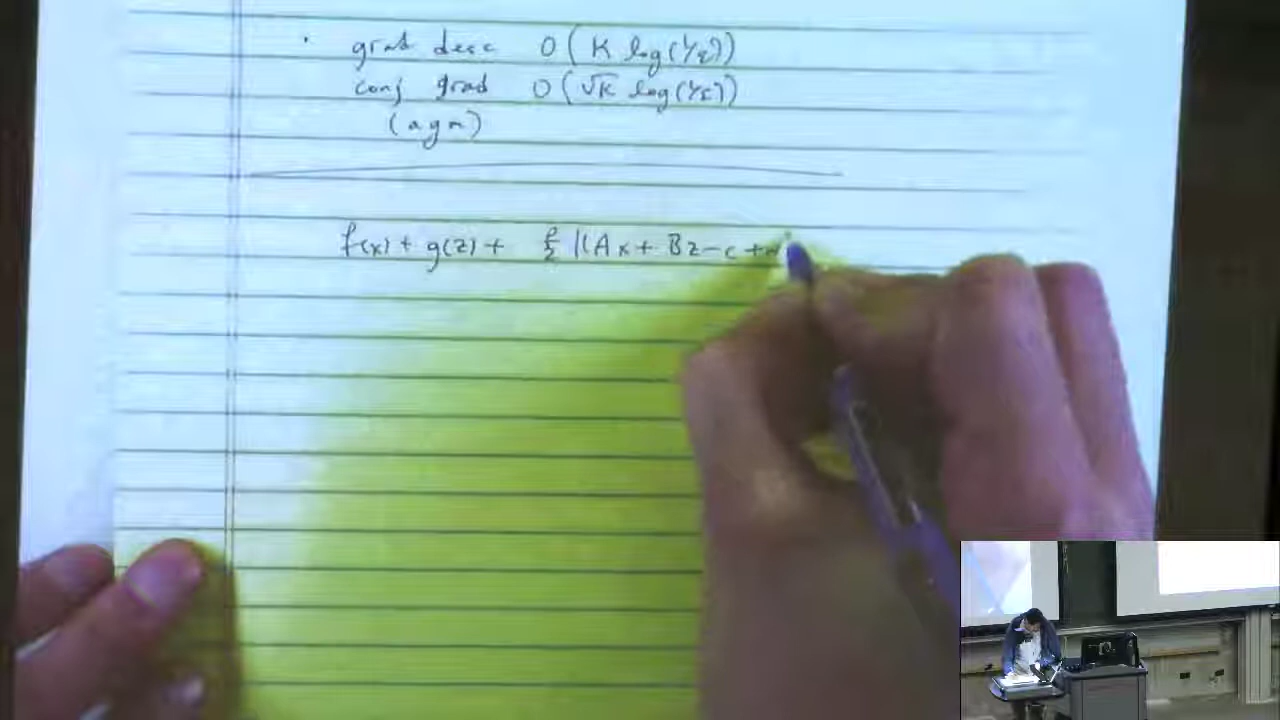 · grad desc O(K log(1/ε))
conj grad O(√K log(1/ε))
(agm)
f(x) + g(z) + ρ/2 ||Ax + Bz - c +